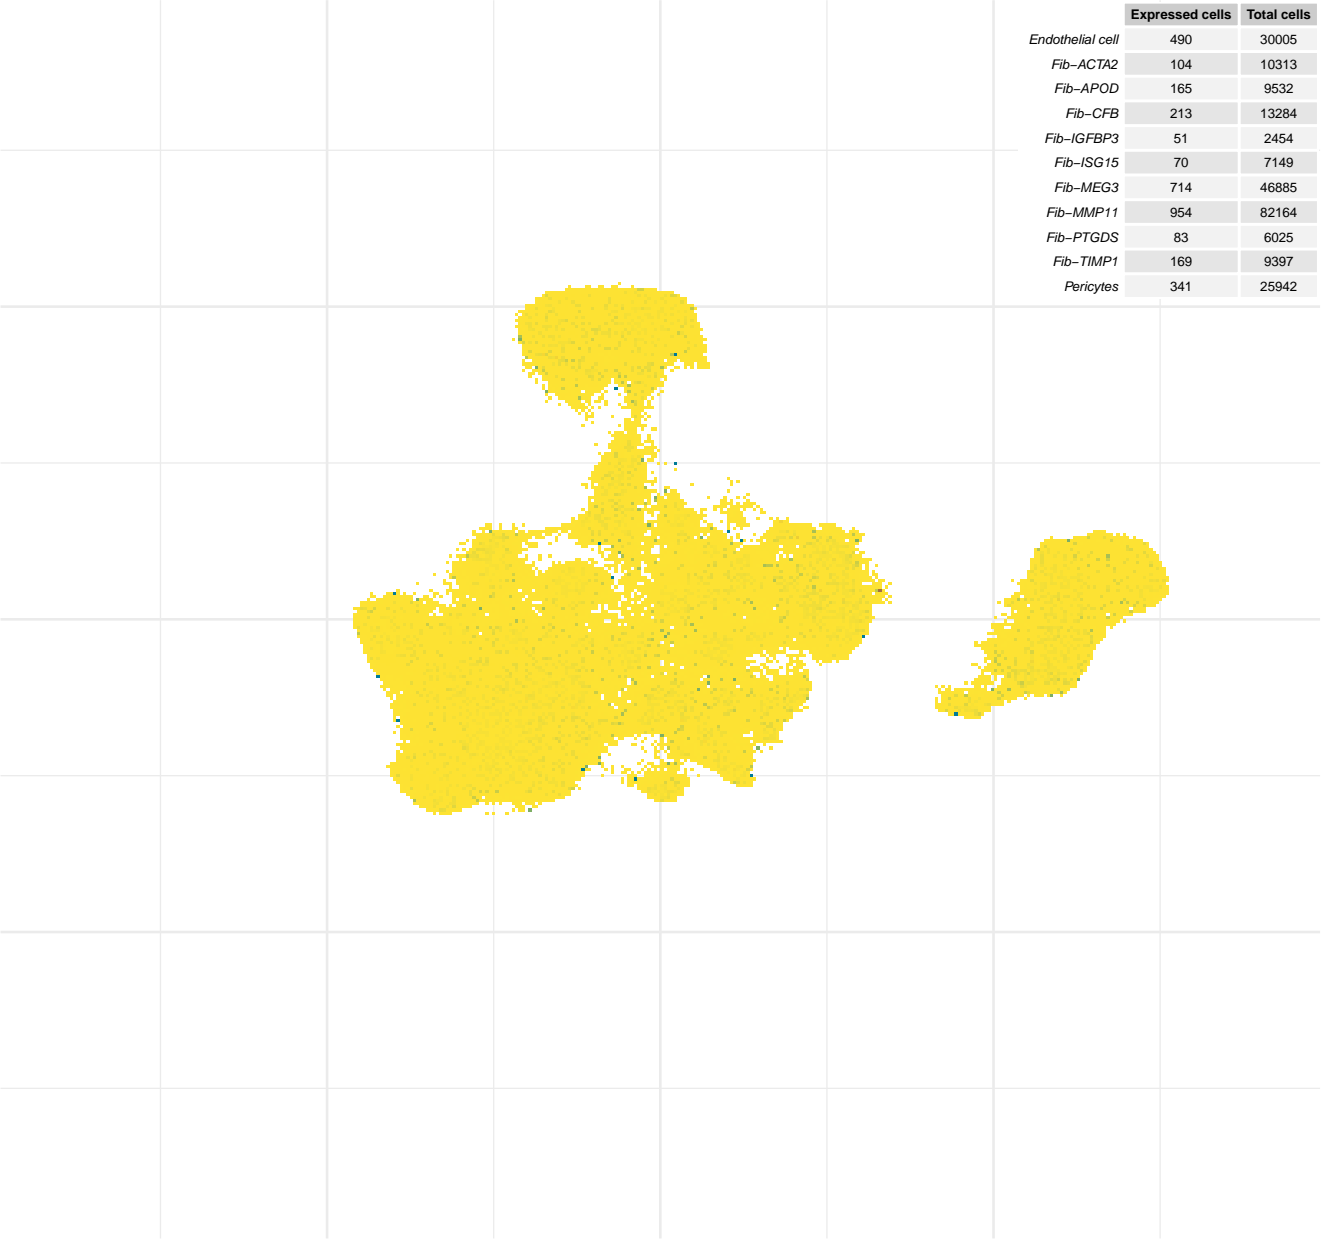 Expressed cells Total cells
Endothelial cell 490 30005
Fib−ACTA2 104 10313
Fib−APOD 165 9532
Fib−CFB 213 13284
Fib−IGFBP3 51 2454
Fib−ISG15 70 7149
Fib−MEG3 714 46885
Fib−MMP11 954 82164
Fib−PTGDS 83 6025
Fib−TIMP1 169 9397
Pericytes 341 25942